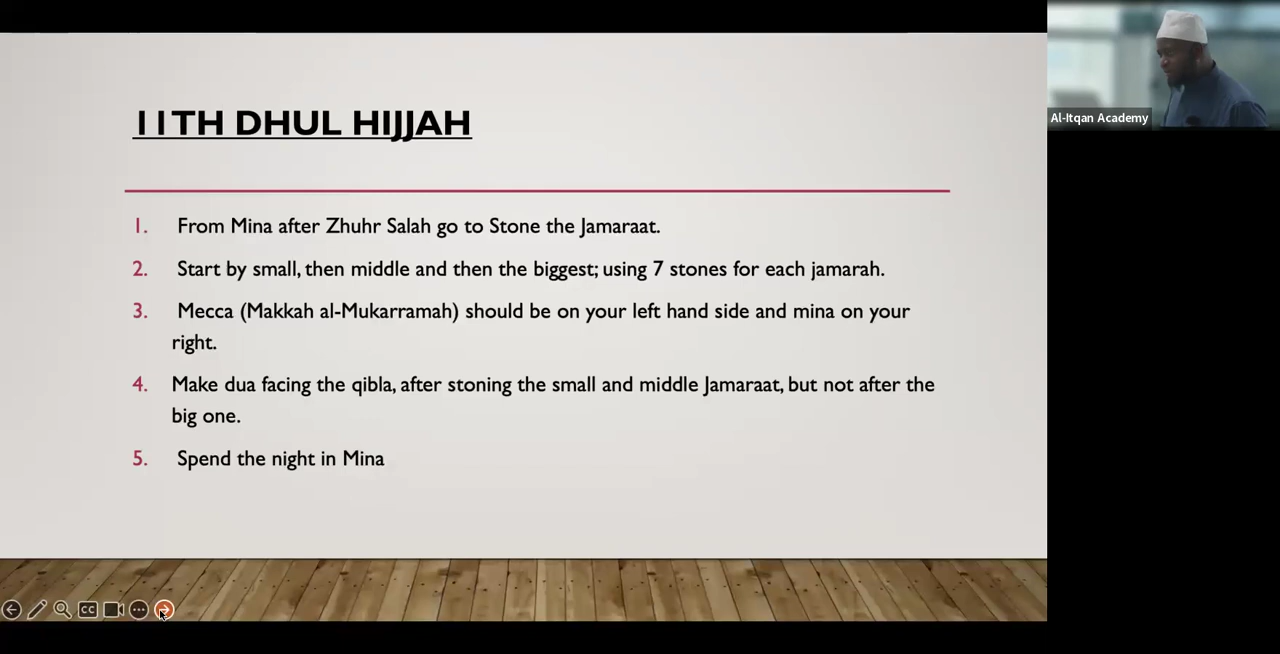 11TH DHUL HIJJAH
1. From Mina after Zhuhr Salah go to Stone the Jamaraat.
2. Start by small, then middle and then the biggest; using 7 stones for each jamarah.
3. Mecca (Makkah al-Mukarramah) should be on your left hand side and mina on your
right.
4. Make dua facing the qibla, after stoning the small and middle Jamaraat, but not after the
big one.
5. Spend the night in Mina
CC
Al-Itqan Academy